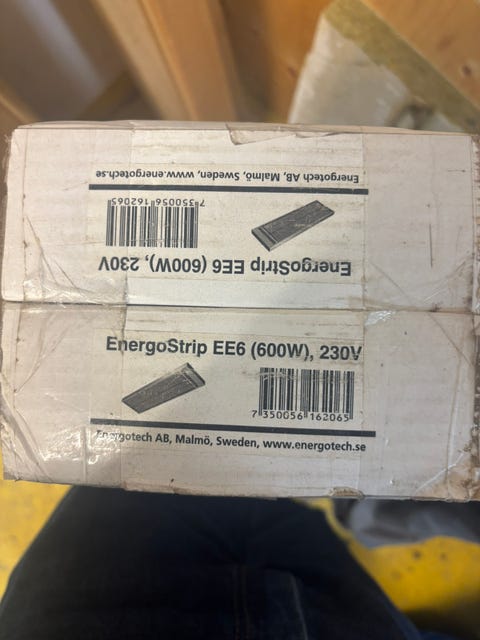 Energotech AB, Malmö, Sweden, www.energotech.se
7 350056 162065
EnergoStrip EE6 (600W), 230V
EnergoStrip EE6 (600W), 230V
7 350056 162065
Energotech AB, Malmö, Sweden, www.energotech.se